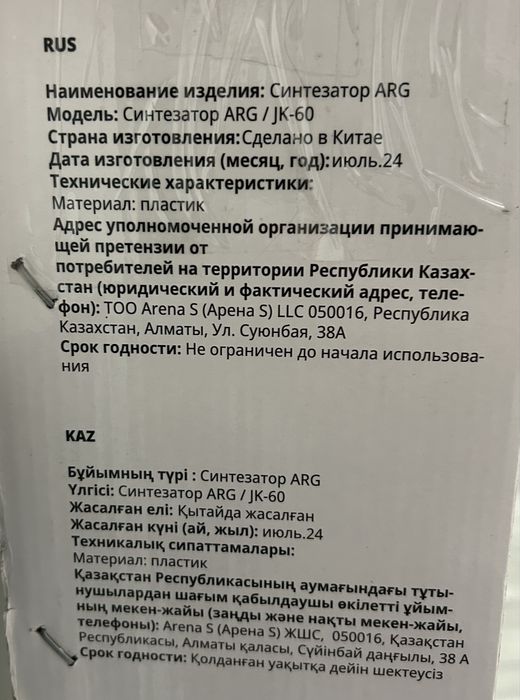 RUS
Наименование изделия: Синтезатор ARG
Модель: Синтезатор ARG / JK-60
Страна изготовления:Сделано в Китае
Дата изготовления (месяц, год):июль.24
Технические характеристики:
Материал: пластик
Адрес уполномоченной организации принимаю-
щей претензии от
потребителей на территории Республики Казах-
стан (юридический и фактический адрес, теле-
фон): ТОО Arena S (Арена S) LLC 050016, Республика
Казахстан, Алматы, Ул. Суюнбая, 38А
Срок годности: Не ограничен до начала использова-
ния
KAZ
Бұйымның түрі : Синтезатор ARG
Үлгісі: Синтезатор ARG / JK-60
Жасалған елі: Қытайда жасалған
Жасалған күні (ай, жыл): июль.24
Техникалық сипаттамалары:
Материал: пластик
Қазақстан Республикасының аумағындағы тұты-
нушылардан шағым қабылдаушы өкілетті ұйым-
ның мекен-жайы (заңды және нақты мекен-жайы,
телефоны): Arena S (Арена S) ЖШС, 050016, Қазақстан
Республикасы, Алматы қаласы, Сүйінбай даңғылы, 38 А
Срок годности: Қолданған уақытқа дейін шектеусіз